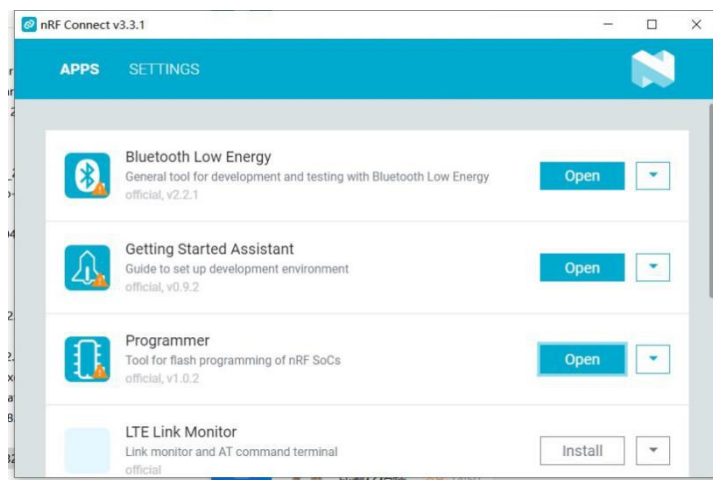 nRF Connect v3.3.1
APPS SETTINGS
Bluetooth Low Energy
General tool for development and testing with Bluetooth Low Energy
official, v2.2.1
Open
Getting Started Assistant
Guide to set up development environment
official, v0.9.2
Open
Programmer
Tool for flash programming of nRF SoCs
official, v1.0.2
Open
LTE Link Monitor
Link monitor and AT command terminal
official
Install